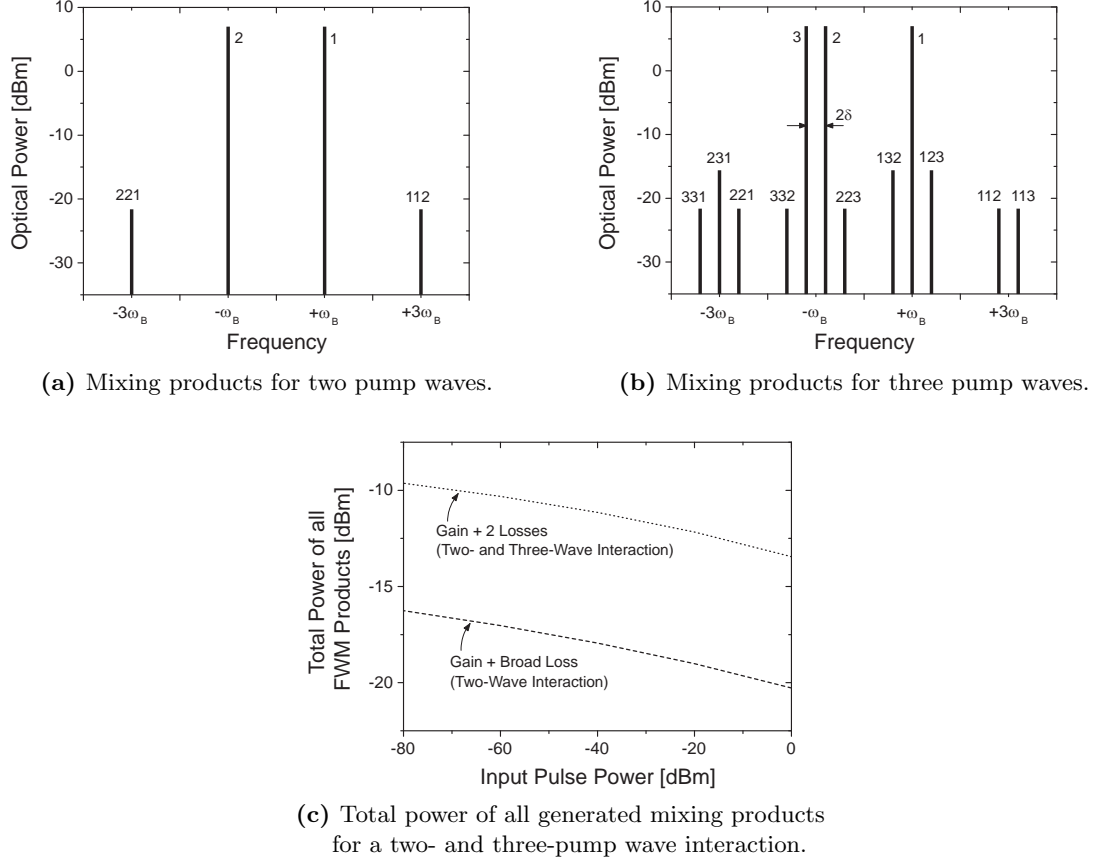 10
0
-10
-20
-30
Optical Power [dBm]
2
1
221
112
-3ω_B
-ω_B
+ω_B
+3ω_B
Frequency
(a) Mixing products for two pump waves.
10
0
-10
-20
-30
Optical Power [dBm]
3
2
1
2δ
231
132
123
331
221
332
223
112
113
-3ω_B
-ω_B
+ω_B
+3ω_B
Frequency
(b) Mixing products for three pump waves.
-10
-15
-20
Total Power of all
FWM Products [dBm]
Gain + 2 Losses
(Two- and Three-Wave Interaction)
Gain + Broad Loss
(Two-Wave Interaction)
-80
-60
-40
-20
0
Input Pulse Power [dBm]
(c) Total power of all generated mixing products
for a two- and three-pump wave interaction.